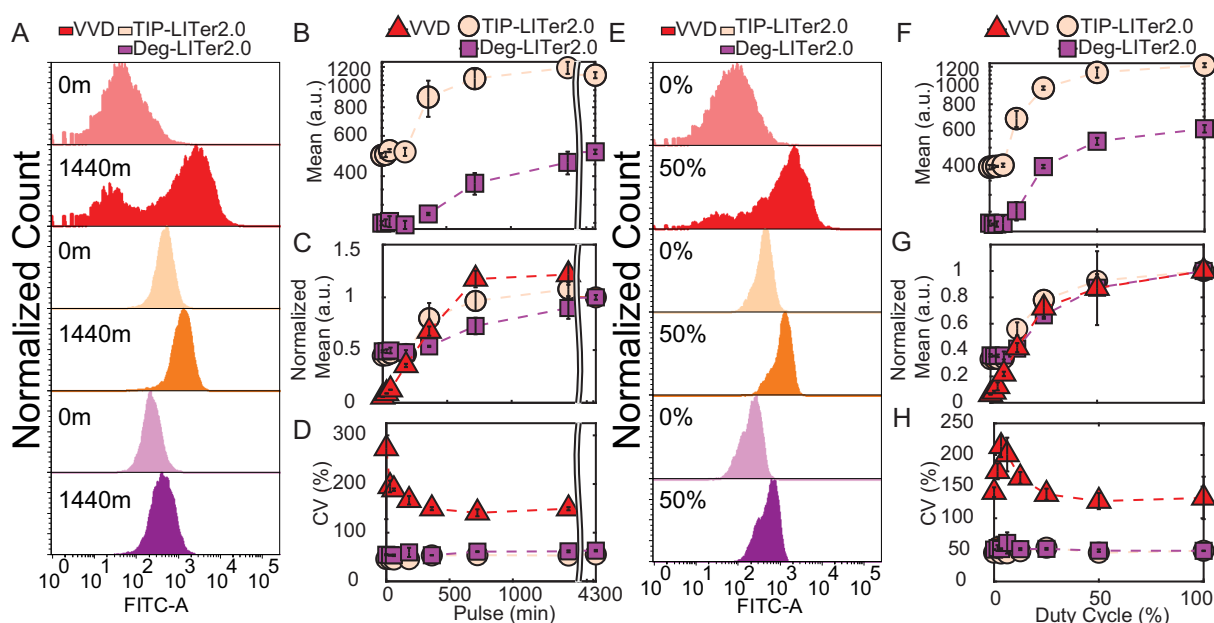 A
VVD TIP-LITer2.0
Deg-LITer2.0
Normalized Count
0m
1440m
0m
1440m
0m
1440m
0 10^1 10^2 10^3 10^4 10^5
FITC-A
B
VVD TIP-LITer2.0
Deg-LITer2.0
Mean (a.u.)
1200
1000
800
600
400
C
Normalized
Mean (a.u.)
1.5
1
0.5
0
D
CV (%)
300
200
100
0
0 500 1000 4300
Pulse (min)
E
VVD TIP-LITer2.0
Deg-LITer2.0
Normalized Count
0%
50%
0%
50%
0%
50%
0 10^1 10^2 10^3 10^4 10^5
FITC-A
F
VVD TIP-LITer2.0
Deg-LITer2.0
Mean (a.u.)
1200
1000
800
600
400
G
Normalized
Mean (a.u.)
1
0.8
0.6
0.4
0.2
0
H
CV (%)
250
200
150
100
50
0
0 50 100
Duty Cycle (%)